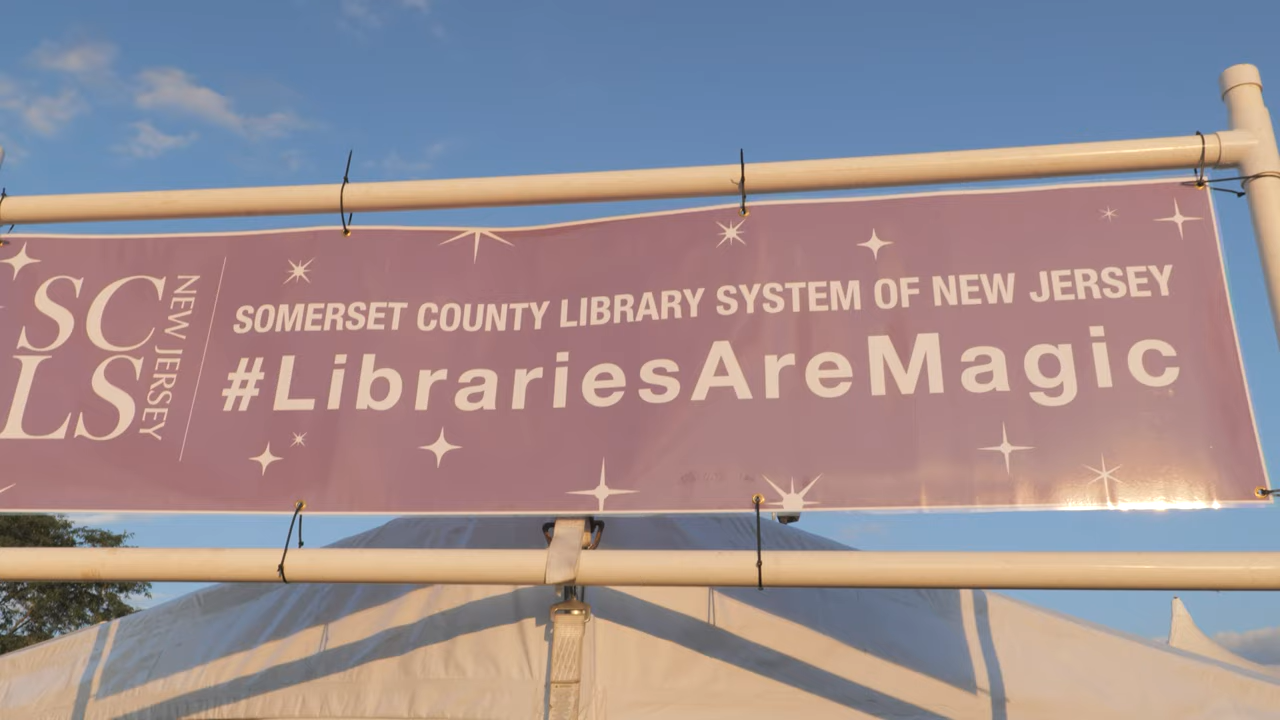 SC
LS
NEW JERSEY
SOMERSET COUNTY LIBRARY SYSTEM OF NEW JERSEY
#LibrariesAreMagic